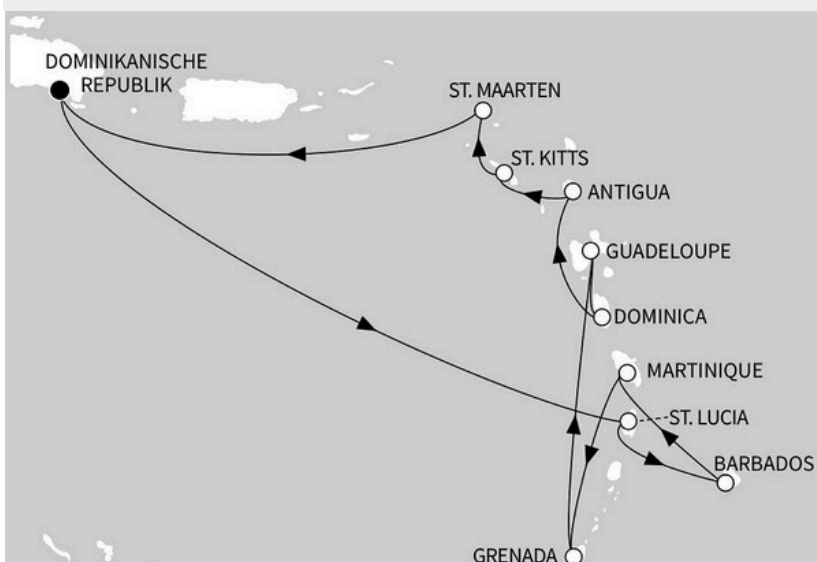 DOMINIKANISCHE
REPUBLIK
ST. MAARTEN
ST. KITTS
ANTIGUA
GUADELOUPE
DOMINICA
MARTINIQUE
ST. LUCIA
BARBADOS
GRENADA